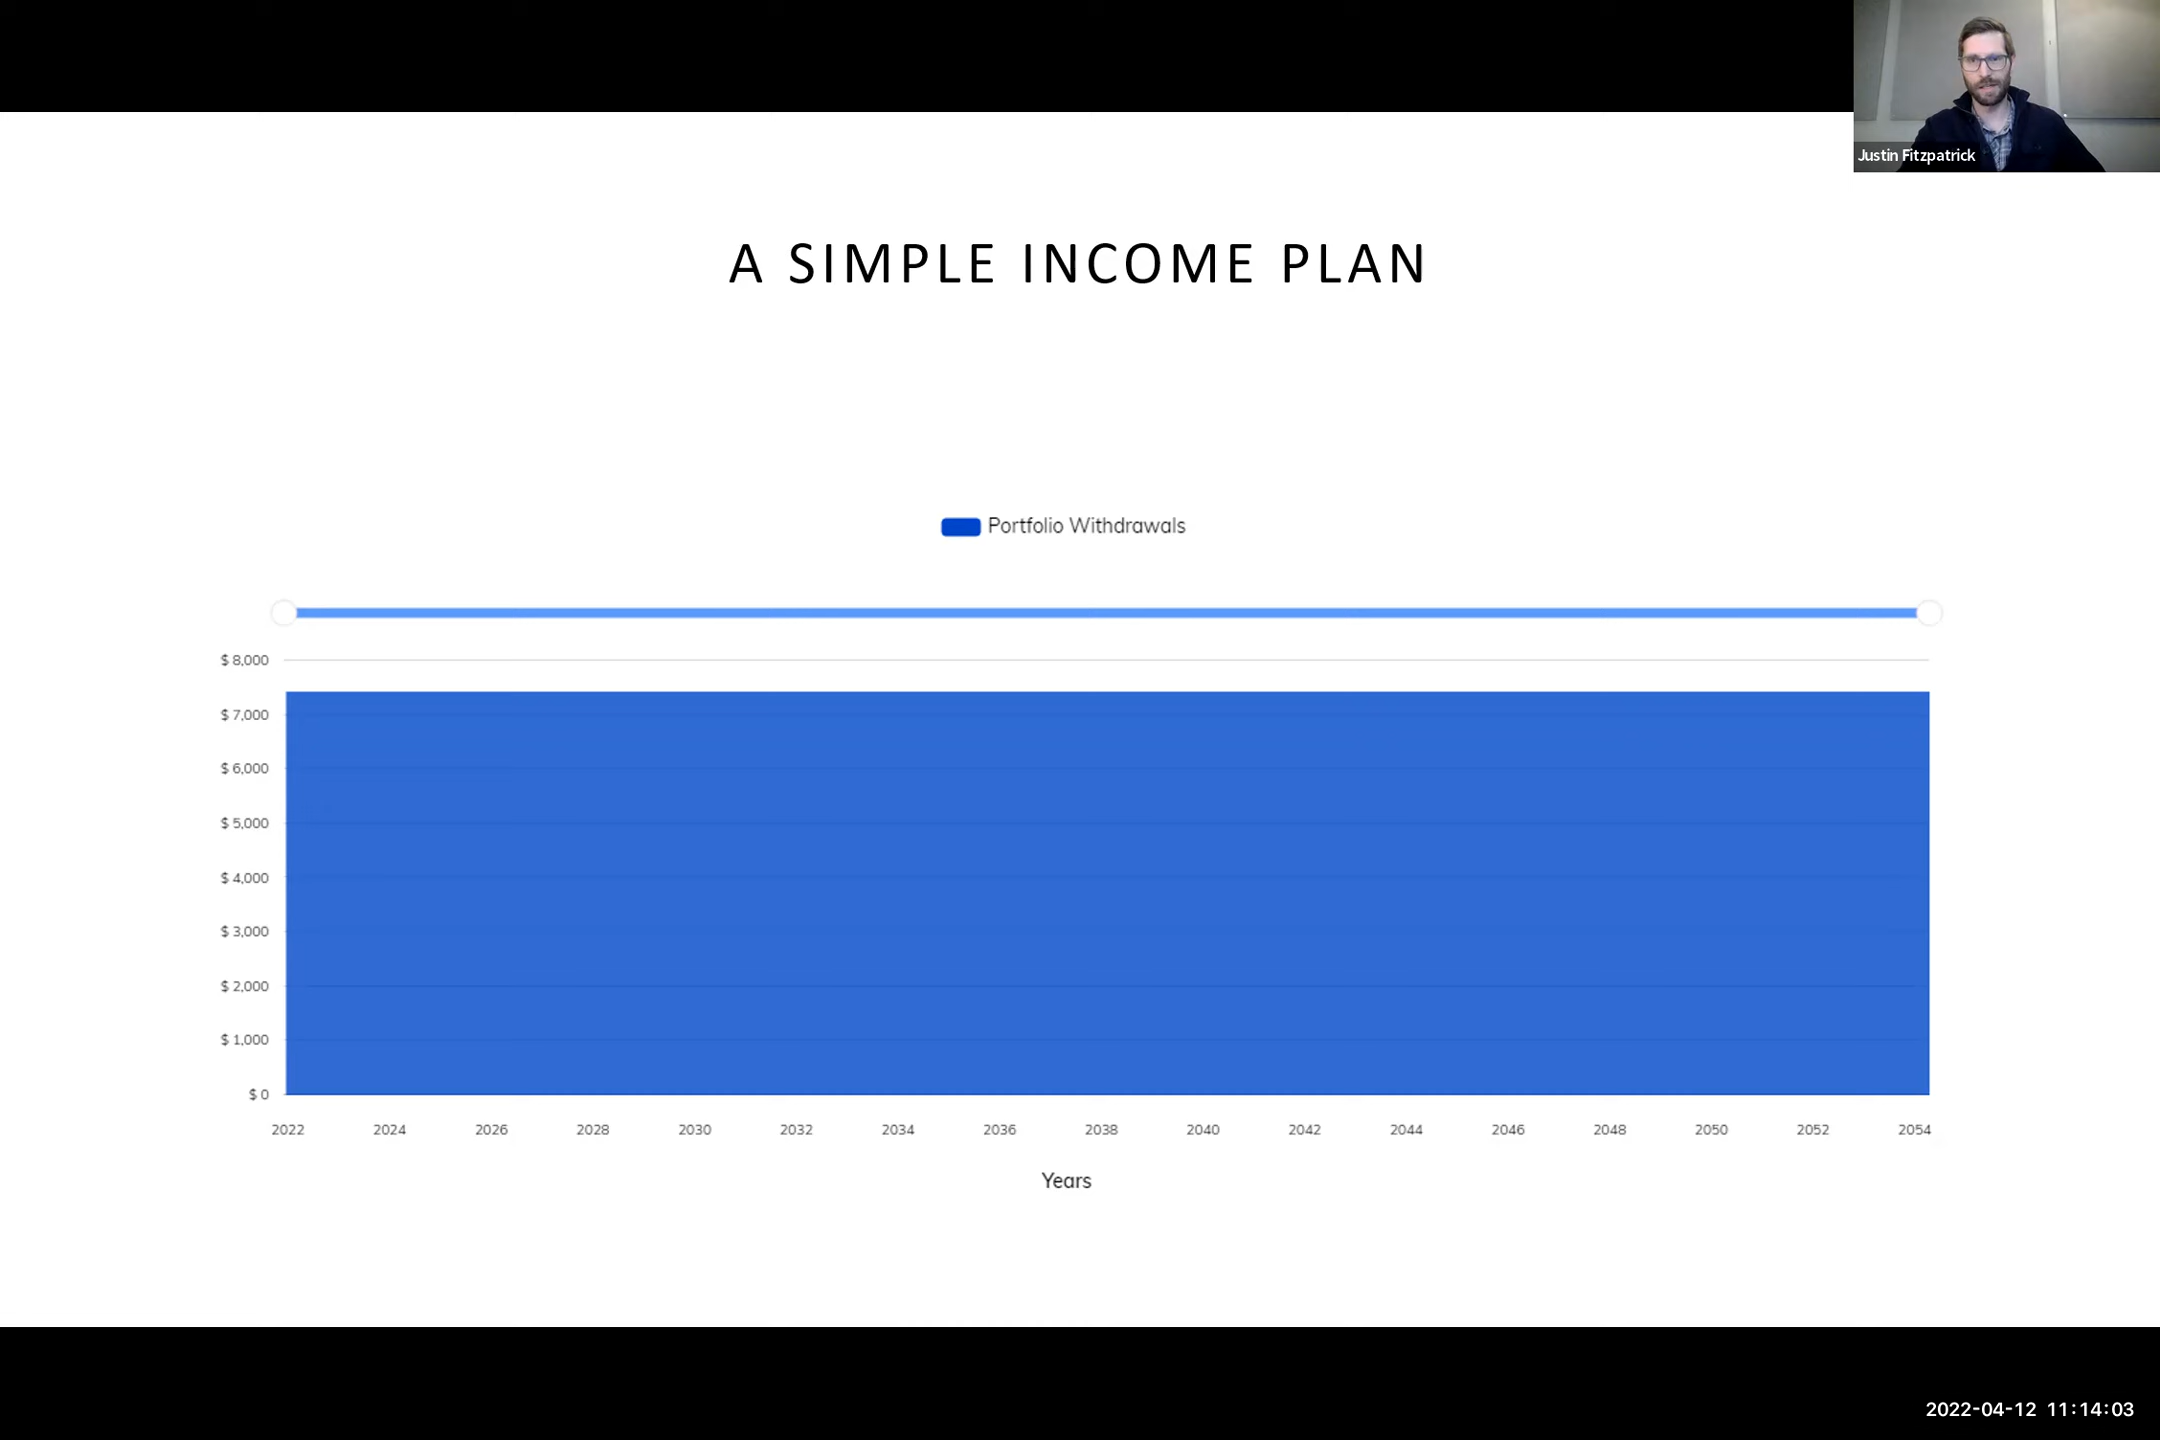 Justin Fitzpatrick
A SIMPLE INCOME PLAN
Portfolio Withdrawals
$ 8,000
$ 7,000
$ 6,000
$ 5,000
$ 4,000
$ 3,000
$ 2,000
$ 1,000
$ 0
2022 2024 2026 2028 2030 2032 2034 2036 2038 2040 2042 2044 2046 2048 2050 2052 2054
Years
2022-04-12 11:14:03